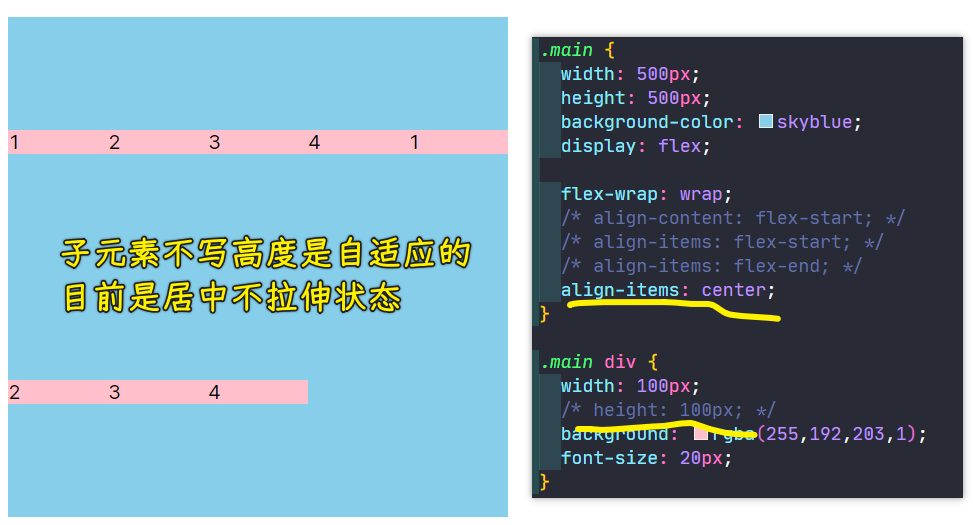 1 2 3 4 1
子元素不写高度是自适应的
目前是居中不拉伸状态
2 3 4
.main {
width: 500px;
height: 500px;
background-color: skyblue;
display: flex;
flex-wrap: wrap;
/* align-content: flex-start; */
/* align-items: flex-start; */
/* align-items: flex-end; */
align-items: center;
}
.main div {
width: 100px;
/* height: 100px; */
background: rgba(255,192,203,1);
font-size: 20px;
}